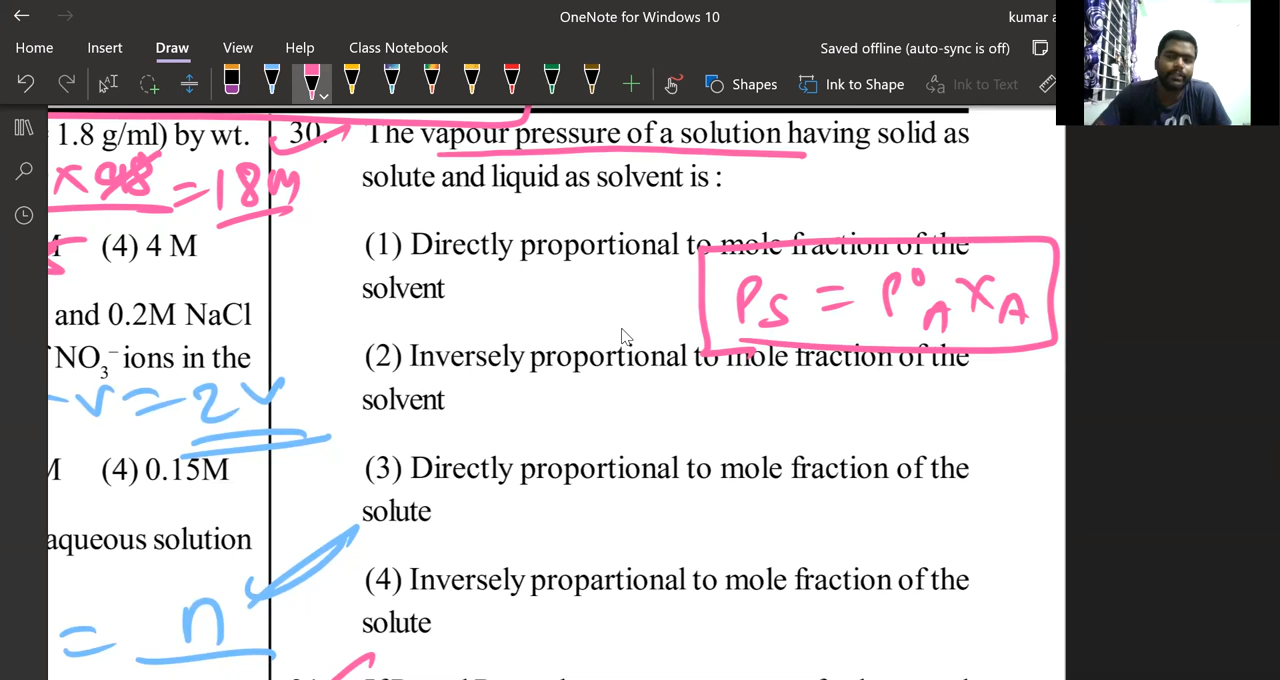 OneNote for Windows 10
kumar a
Home Insert Draw View Help Class Notebook
Saved offline (auto-sync is off)
Shapes Ink to Shape Ink to Text
1.8 g/ml) by wt.
x 98 = 18M
(4) 4 M
and 0.2M NaCl
NO3⁻ ions in the
v = 2v
M (4) 0.15M
aqueous solution
= n
30. The vapour pressure of a solution having solid as
solute and liquid as solvent is :
(1) Directly proportional to mole fraction of the
solvent
PS = P⁰A XA
(2) Inversely proportional to mole fraction of the
solvent
(3) Directly proportional to mole fraction of the
solute
(4) Inversely propartional to mole fraction of the
solute